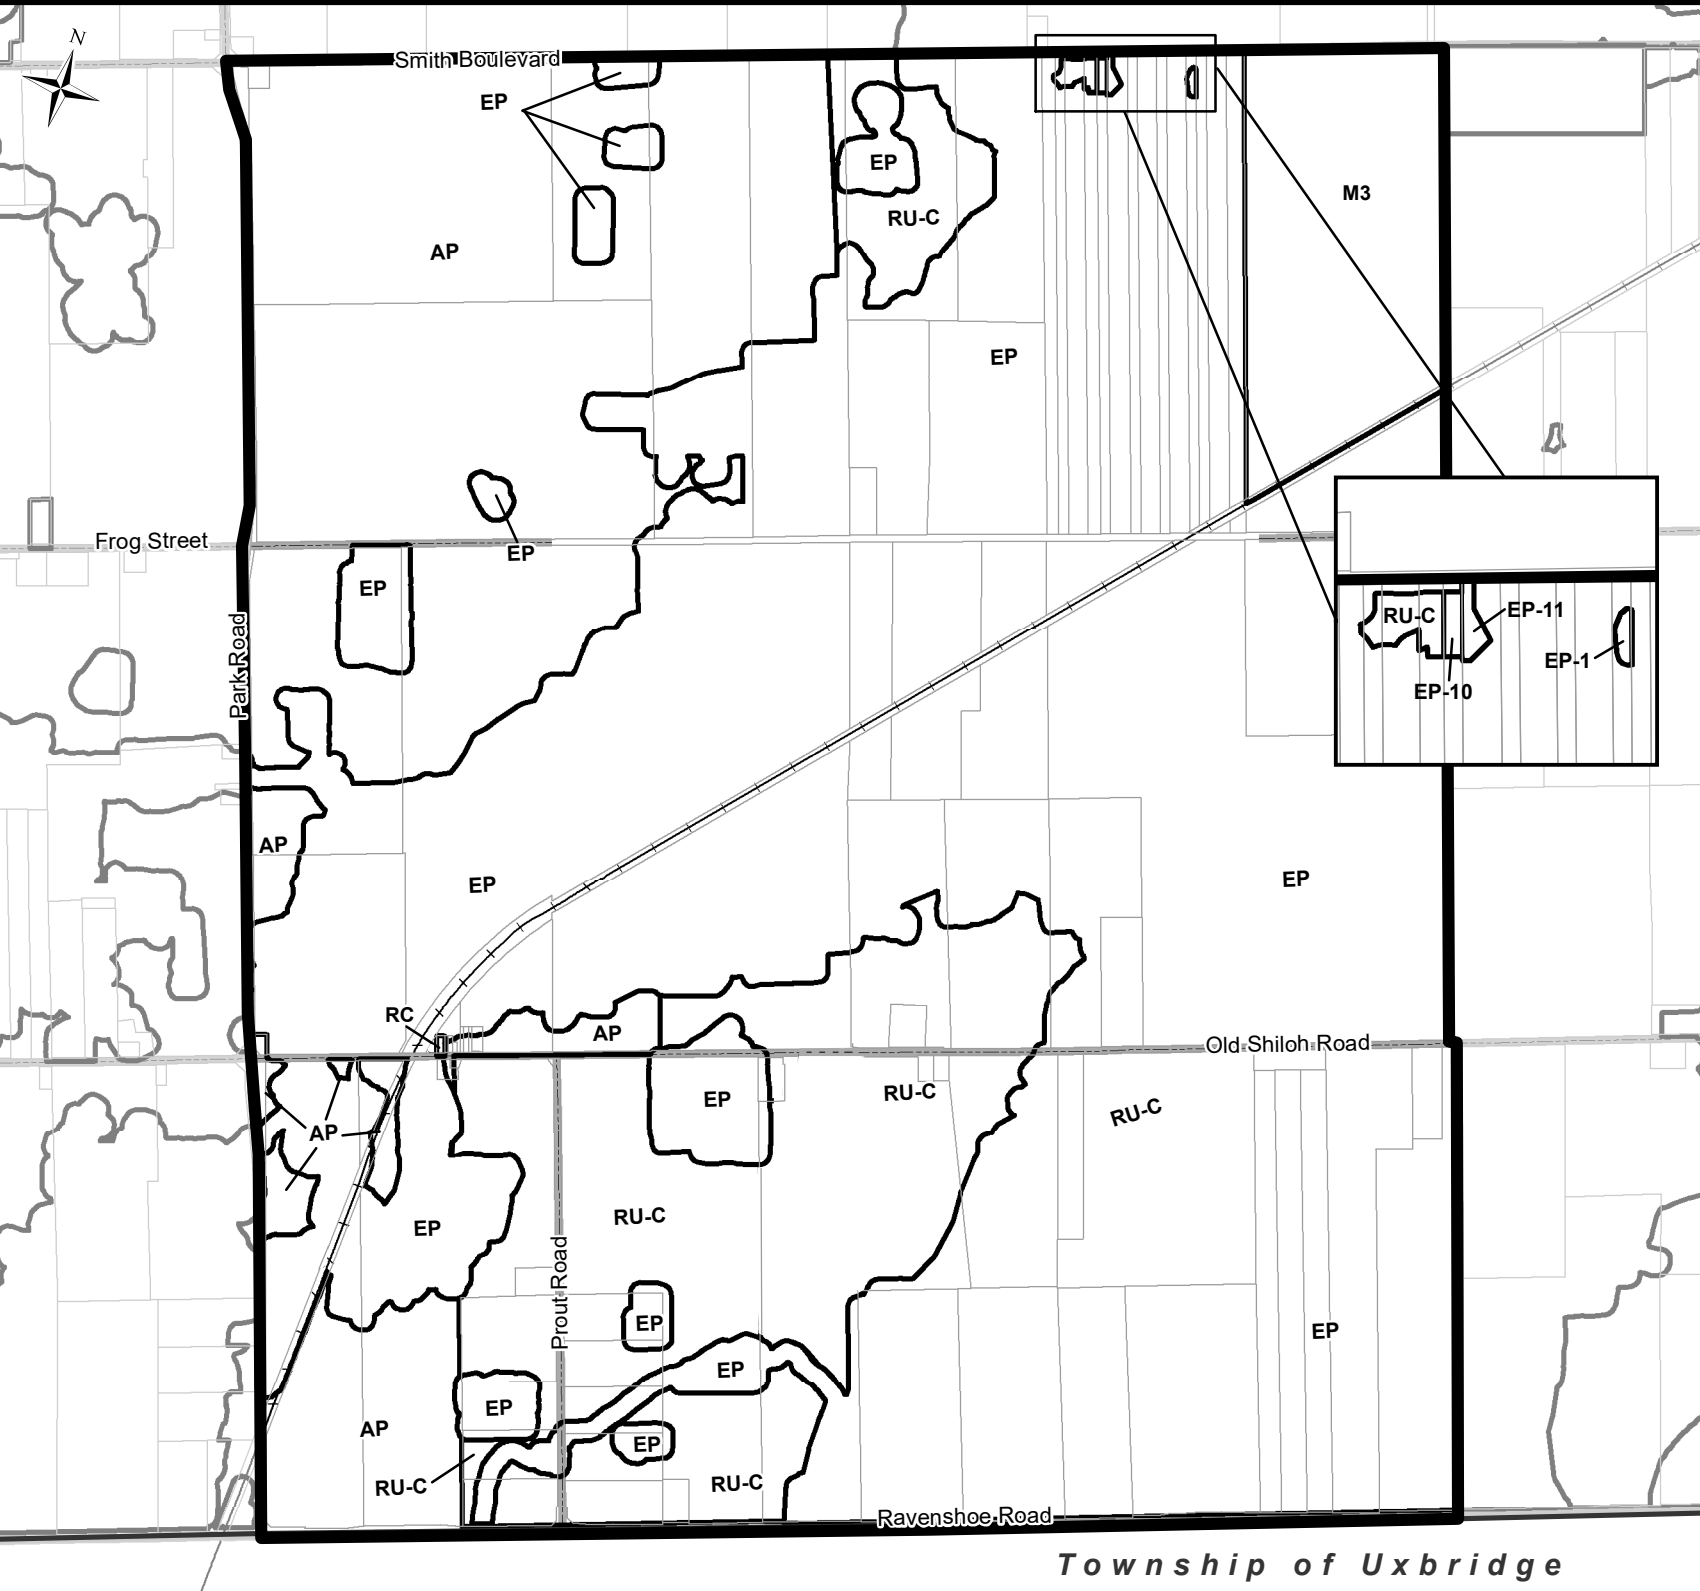 N
Smith Boulevard
EP
EP
M3
RU-C
AP
EP
Frog Street
EP
EP
RU-C
EP-11
Park Road
EP-1
EP-10
AP
EP
EP
RC
AP
Old Shiloh Road
EP
RU-C
RU-C
AP
RU-C
EP
Prout Road
EP
EP
EP
EP
AP
EP
RU-C
RU-C
Ravenshoe Road
Township of Uxbridge